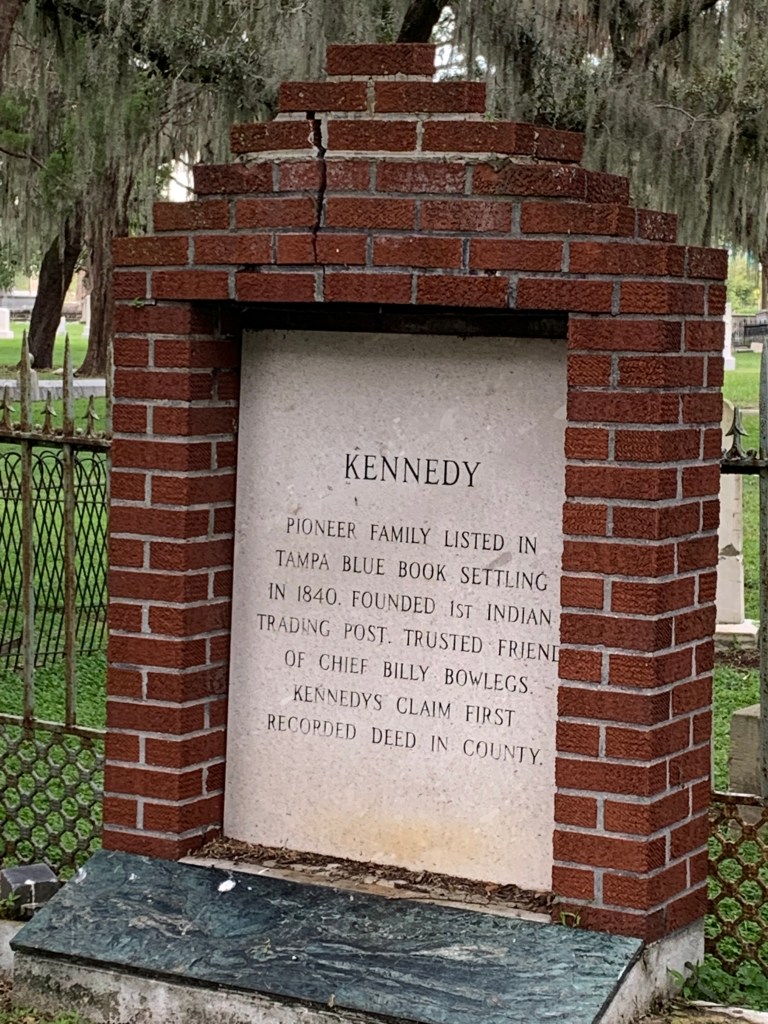 KENNEDY
PIONEER FAMILY LISTED IN
TAMPA BLUE BOOK SETTLING
IN 1840. FOUNDED 1ST INDIAN
TRADING POST. TRUSTED FRIEND
OF CHIEF BILLY BOWLEGS.
KENNEDYS CLAIM FIRST
RECORDED DEED IN COUNTY.